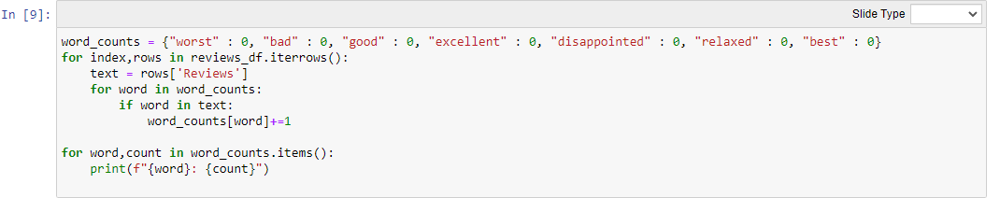 In [9]:
Slide Type
word_counts = {"worst" : 0, "bad" : 0, "good" : 0, "excellent" : 0, "disappointed" : 0, "relaxed" : 0, "best" : 0}
for index,rows in reviews_df.iterrows():
    text = rows['Reviews']
    for word in word_counts:
        if word in text:
            word_counts[word]+=1

for word,count in word_counts.items():
    print(f"{word}: {count}")